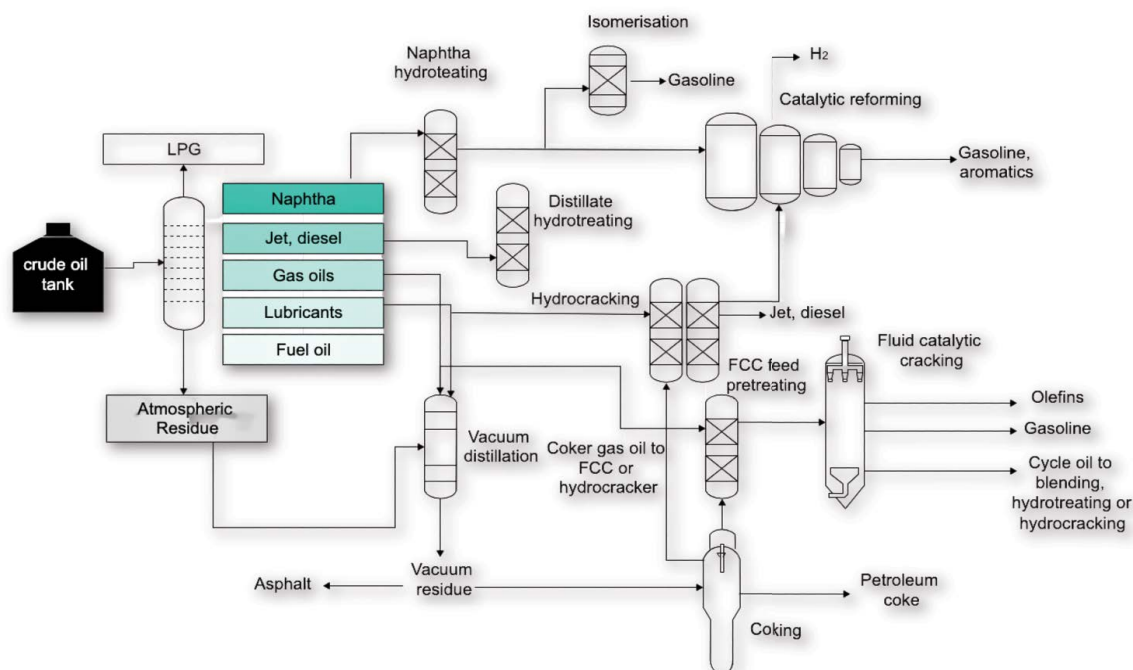 Isomerisation
Naphtha
hydroteating
H2
Gasoline
Catalytic reforming
LPG
Gasoline,
aromatics
Naphtha
Distillate
hydrotreating
Jet, diesel
crude oil
tank
Gas oils
Hydrocracking
Lubricants
Jet, diesel
Fluid catalytic
cracking
Fuel oil
FCC feed
pretreating
Olefins
Atmospheric
Residue
Gasoline
Vacuum
distillation
Coker gas oil to
FCC or
hydrocracker
Cycle oil to
blending,
hydrotreating or
hydrocracking
Asphalt
Vacuum
residue
Petroleum
coke
Coking